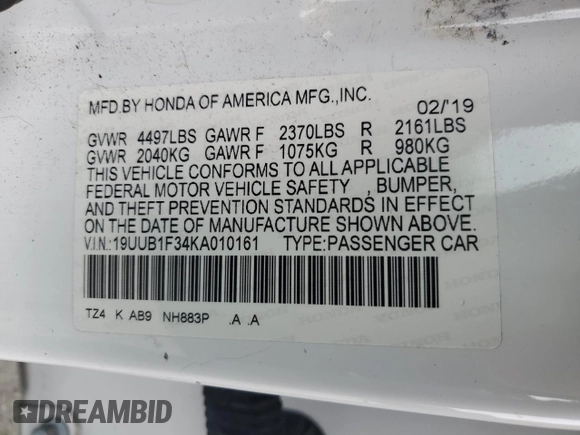 MFD.BY HONDA OF AMERICA MFG.,INC. 02/'19
GVWR 4497LBS GAWR F 2370LBS R 2161LBS
GVWR 2040KG GAWR F 1075KG R 980KG
THIS VEHICLE CONFORMS TO ALL APPLICABLE
FEDERAL MOTOR VEHICLE SAFETY , BUMPER,
AND THEFT PREVENTION STANDARDS IN EFFECT
ON THE DATE OF MANUFACTURE SHOWN ABOVE.
V.I.N.:19UUB1F34KA010161 TYPE:PASSENGER CAR
TZ4 K AB9 NH883P .A .A
DREAMBID